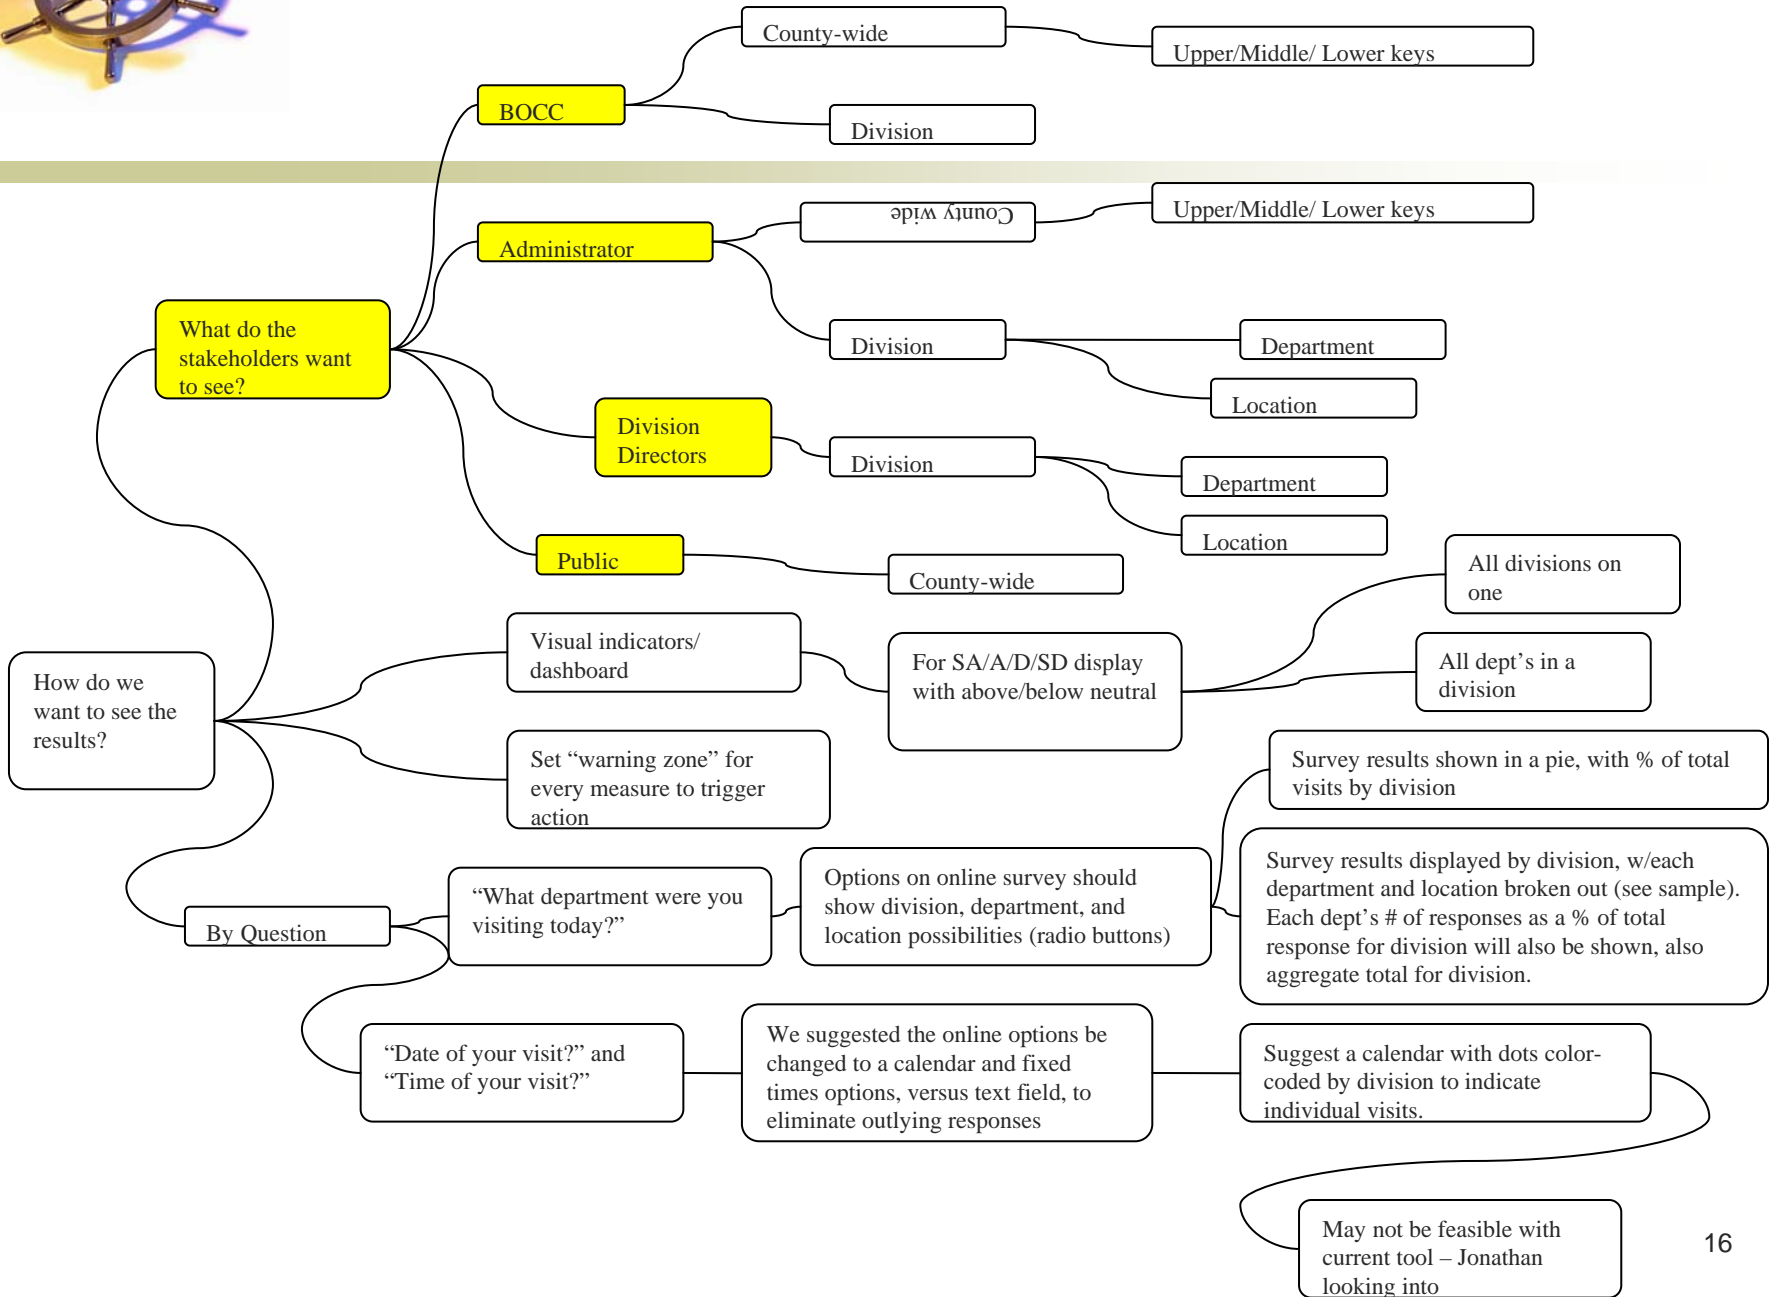 County-wide
Upper/Middle/ Lower keys
BOCC
Division
County wide
Upper/Middle/ Lower keys
Administrator
What do the
stakeholders want
to see?
Division
Department
Location
Division
Directors
Division
Department
Location
Public
County-wide
All divisions on
one
Visual indicators/
dashboard
For SA/A/D/SD display
with above/below neutral
All dept’s in a
division
How do we
want to see the
results?
Set “warning zone” for
every measure to trigger
action
Survey results shown in a pie, with % of total
visits by division
By Question
“What department were you
visiting today?”
Options on online survey should
show division, department, and
location possibilities (radio buttons)
Survey results displayed by division, w/each
department and location broken out (see sample).
Each dept’s # of responses as a % of total
response for division will also be shown, also
aggregate total for division.
“Date of your visit?” and
“Time of your visit?”
We suggested the online options be
changed to a calendar and fixed
times options, versus text field, to
eliminate outlying responses
Suggest a calendar with dots color-
coded by division to indicate
individual visits.
May not be feasible with
current tool – Jonathan
looking into
16